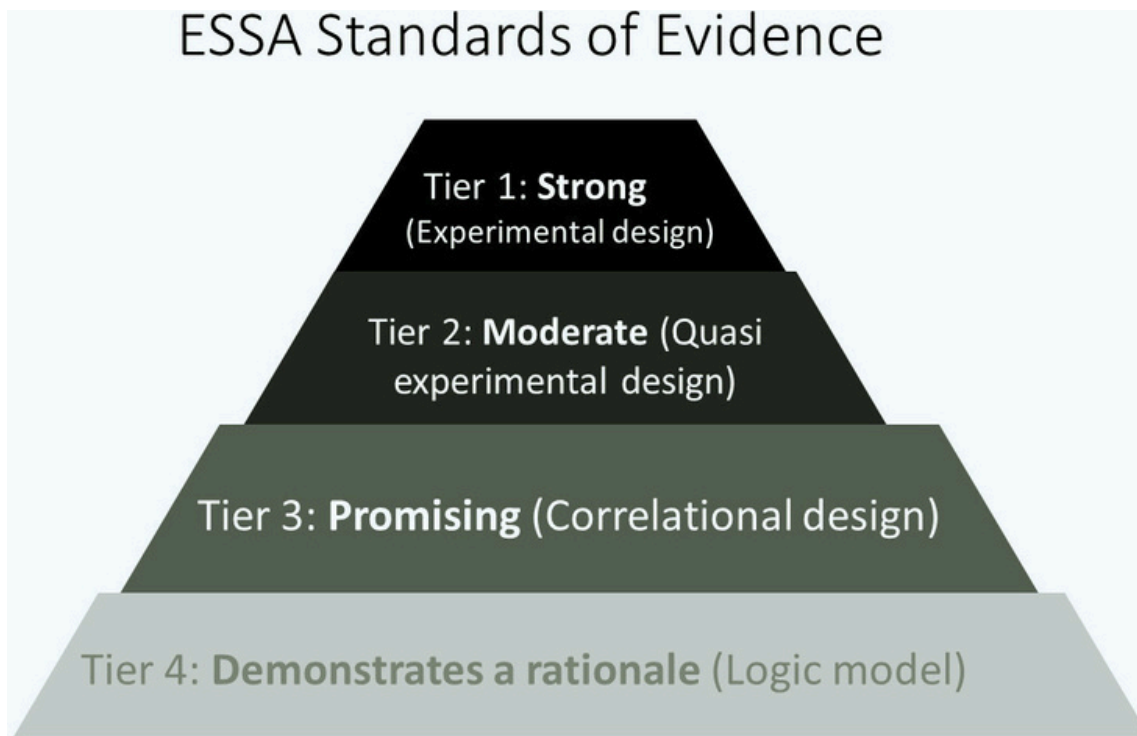 ESSA Standards of Evidence
Tier 1: Strong
(Experimental design)
Tier 2: Moderate (Quasi
experimental design)
Tier 3: Promising (Correlational design)
Tier 4: Demonstrates a rationale (Logic model)